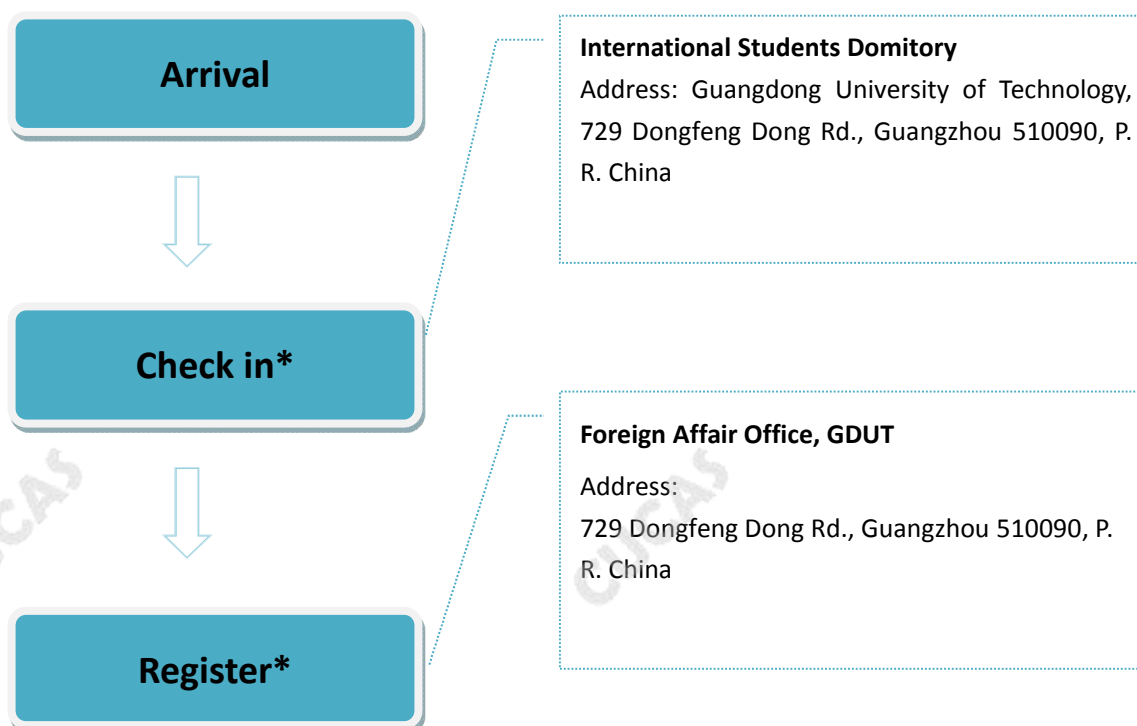 Arrival
International Students Domitory
Address: Guangdong University of Technology,
729 Dongfeng Dong Rd., Guangzhou 510090, P.
R. China
Check in*
Foreign Affair Office, GDUT
Address:
729 Dongfeng Dong Rd., Guangzhou 510090, P.
R. China
CUCAS
Register*